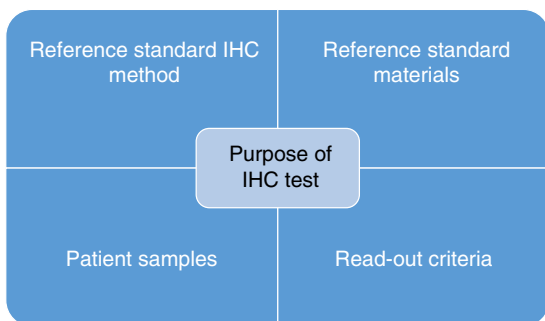 Reference standard IHC
method
Reference standard
materials
Purpose of
IHC test
Patient samples
Read-out criteria